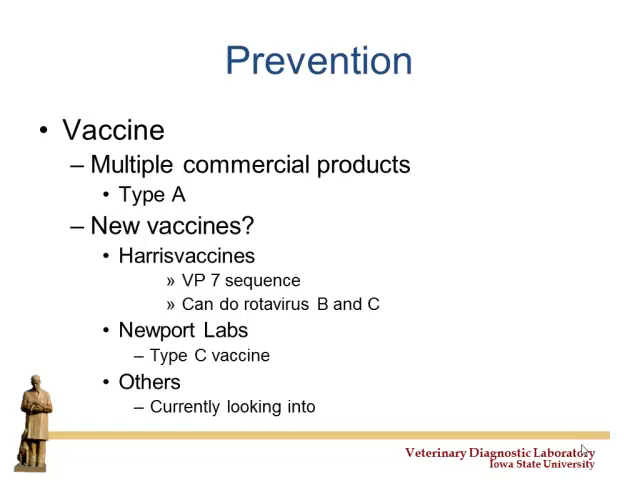 Prevention
• Vaccine
– Multiple commercial products
• Type A
– New vaccines?
• Harrisvaccines
» VP 7 sequence
» Can do rotavirus B and C
• Newport Labs
– Type C vaccine
• Others
– Currently looking into
Veterinary Diagnostic Laboratory
Iowa State University